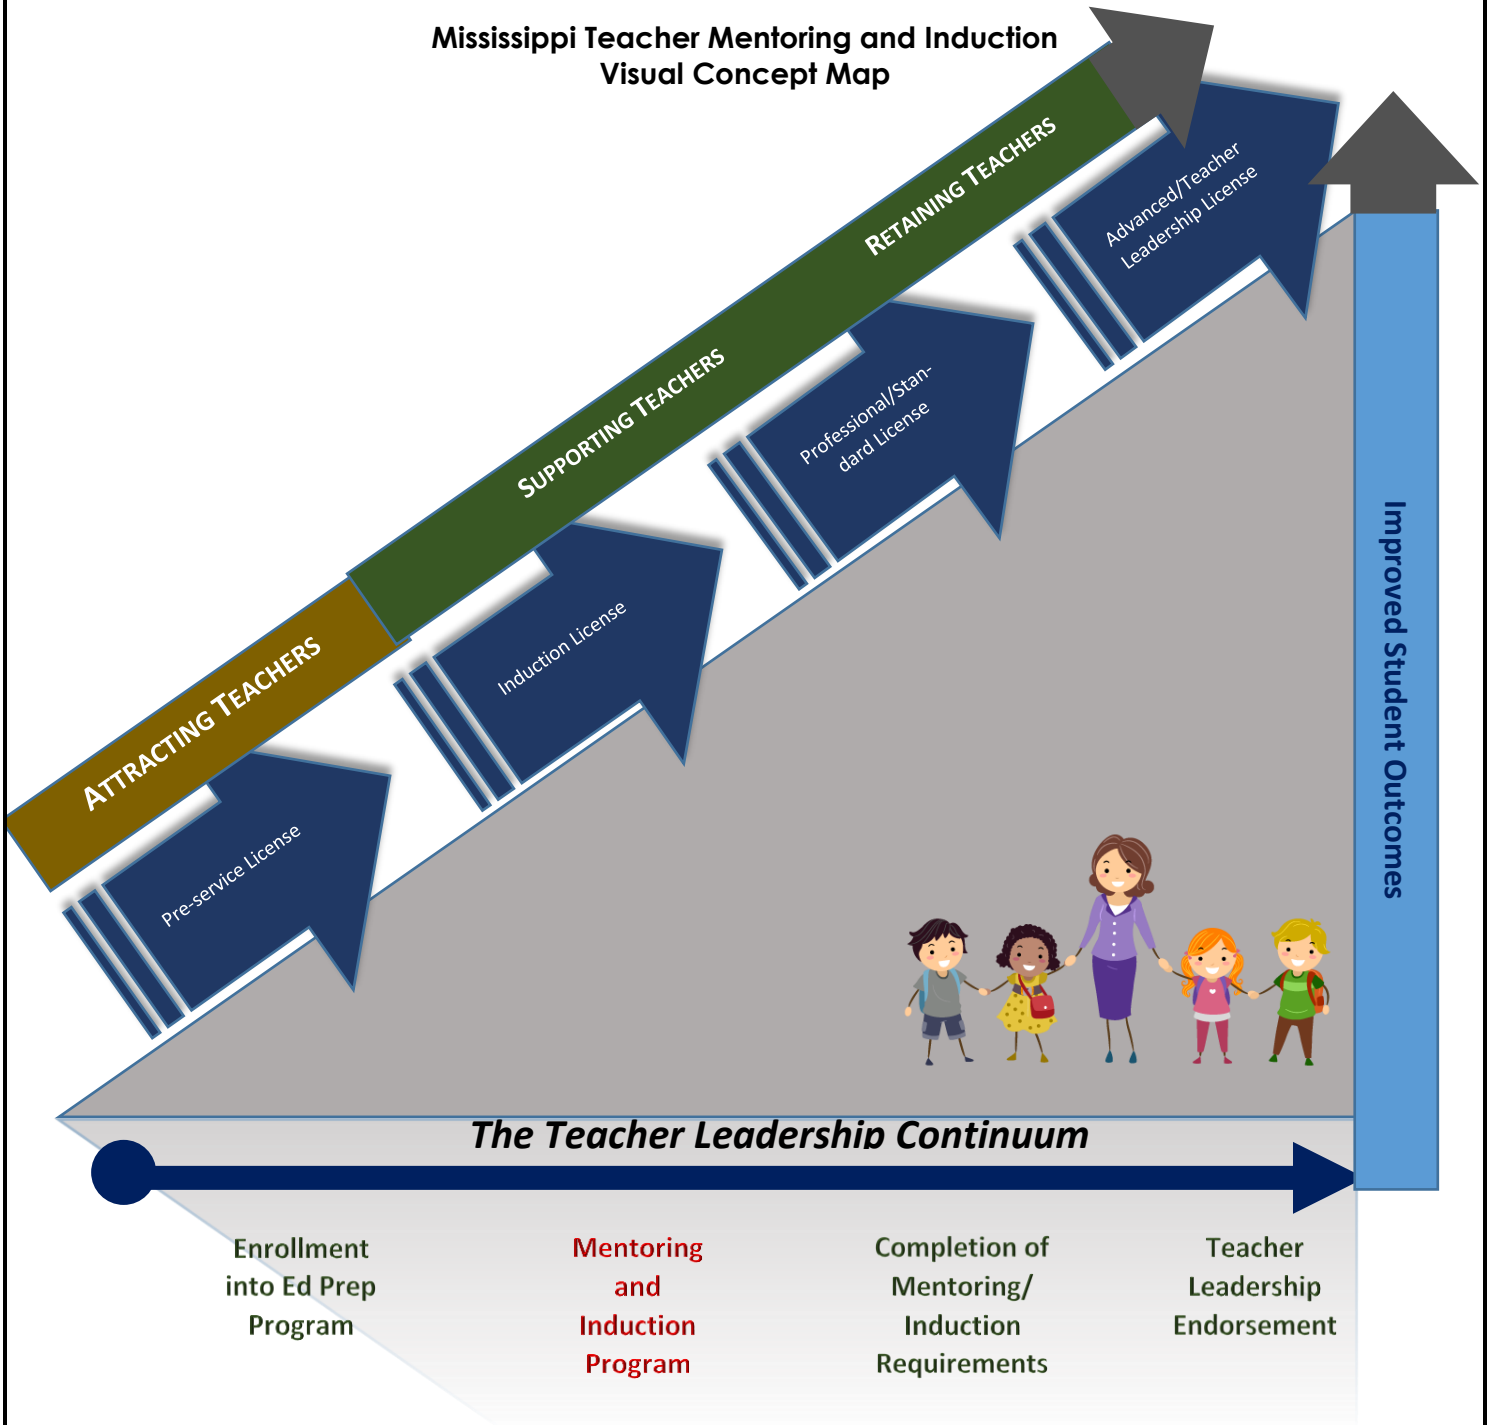 Mississippi Teacher Mentoring and Induction
Visual Concept Map
ATTRACTING TEACHERS
SUPPORTING TEACHERS
RETAINING TEACHERS
Pre-service License
Induction License
Professional/Stan-
dard License
Advanced/Teacher
Leadership License
Improved Student Outcomes
The Teacher Leadership Continuum
Enrollment
into Ed Prep
Program
Mentoring
and
Induction
Program
Completion of
Mentoring/
Induction
Requirements
Teacher
Leadership
Endorsement